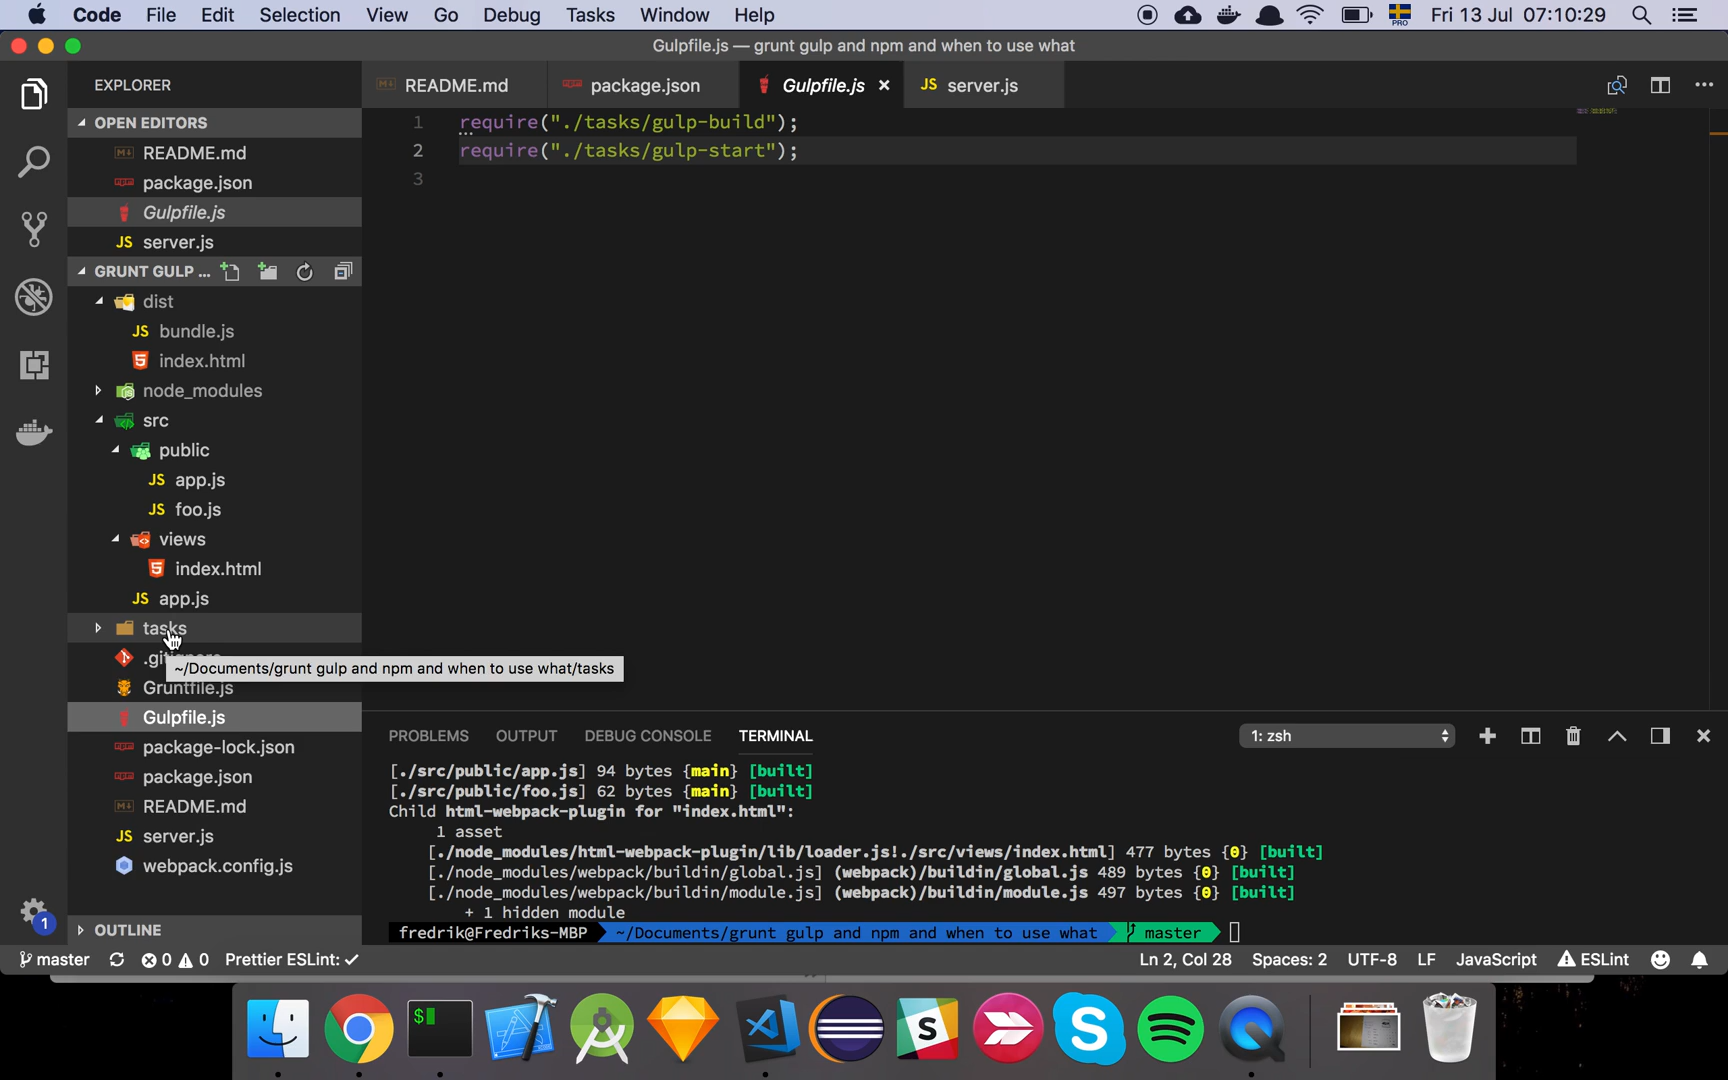 Code File Edit Selection View Go Debug Tasks Window Help PRO Fri 13 Jul 07:10:29
Gulpfile.js — grunt gulp and npm and when to use what
EXPLORER
OPEN EDITORS
README.md
package.json
Gulpfile.js
JS server.js
GRUNT GULP ...
dist
JS bundle.js
5 index.html
node_modules
src
public
JS app.js
JS foo.js
views
5 index.html
JS app.js
tasks
~/Documents/grunt gulp and npm and when to use what/tasks
Gruntfile.js
Gulpfile.js
package-lock.json
package.json
README.md
JS server.js
webpack.config.js
1
OUTLINE
README.md package.json Gulpfile.js × JS server.js
1 require("./tasks/gulp-build");
2 require("./tasks/gulp-start");
3
PROBLEMS OUTPUT DEBUG CONSOLE TERMINAL 1: zsh
[./src/public/app.js] 94 bytes {main} [built]
[./src/public/foo.js] 62 bytes {main} [built]
Child html-webpack-plugin for "index.html":
1 asset
[./node_modules/html-webpack-plugin/lib/loader.js!./src/views/index.html] 477 bytes {0} [built]
[./node_modules/webpack/buildin/global.js] (webpack)/buildin/global.js 489 bytes {0} [built]
[./node_modules/webpack/buildin/module.js] (webpack)/buildin/module.js 497 bytes {0} [built]
+ 1 hidden module
fredrik@Fredriks-MBP ~/Documents/grunt gulp and npm and when to use what master
master 0 0 Prettier ESLint: ✓ Ln 2, Col 28 Spaces: 2 UTF-8 LF JavaScript ESLint
$
S